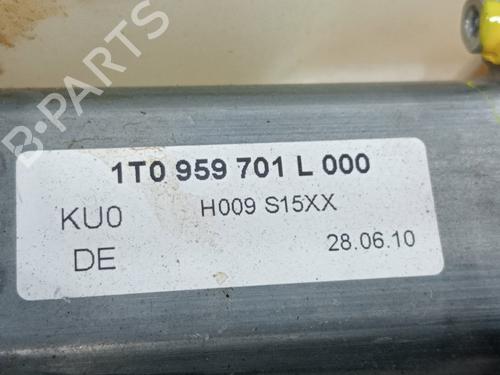 B-PARTS
1T0 959 701 L 000
KU0
H009 S15XX
DE
28.06.10